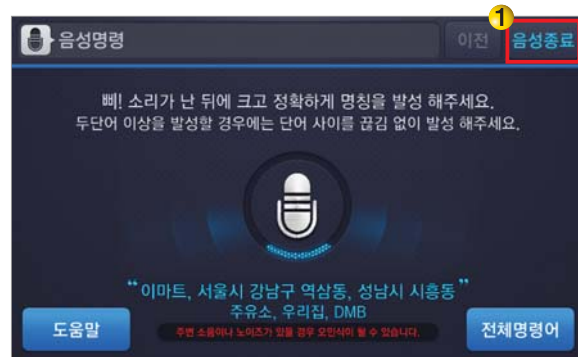 1
음성명령
이전
음성종료
삐! 소리가 난 뒤에 크고 정확하게 명칭을 발성 해주세요.
두단어 이상을 발성할 경우에는 단어 사이를 끊김 없이 발성 해주세요.
“이마트, 서울시 강남구 역삼동, 성남시 시흥동”
주유소, 우리집, DMB
주변 소음이나 노이즈가 있을 경우 오인식이 될 수 있습니다.
도움말
전체명령어